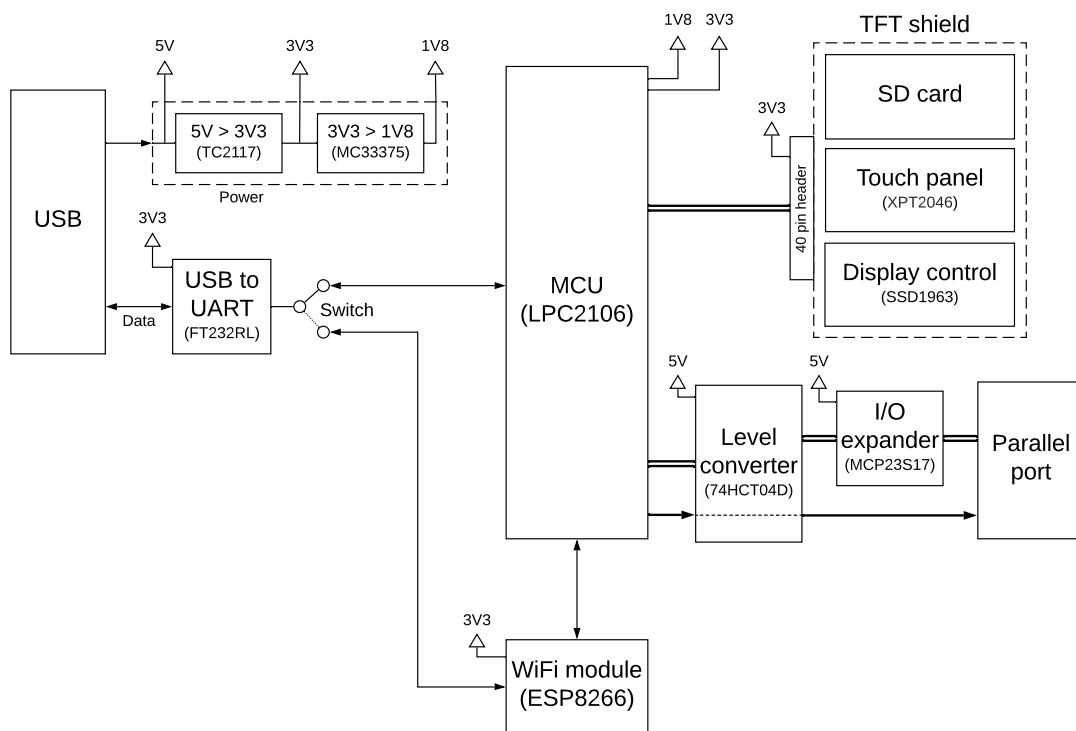 TFT shield
1V8
3V3
5V
3V3
1V8
SD card
5V > 3V3
(TC2117)
3V3 > 1V8
(MC33375)
3V3
40 pin header
Touch panel
(XPT2046)
Power
USB
3V3
USB to
UART
(FT232RL)
Data
Switch
MCU
(LPC2106)
Display control
(SSD1963)
5V
5V
Level
converter
(74HCT04D)
I/O
expander
(MCP23S17)
Parallel
port
3V3
WiFi module
(ESP8266)